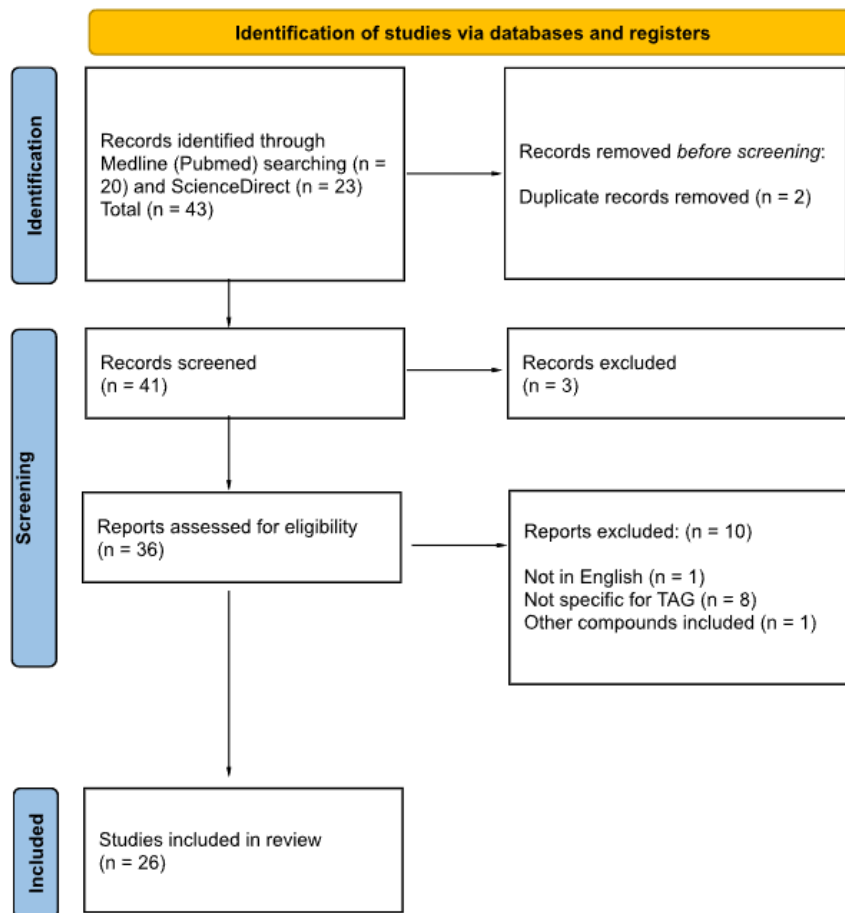 Identification of studies via databases and registers
Identification
Records identified through
Medline (Pubmed) searching (n =
20) and ScienceDirect (n = 23)
Total (n = 43)
Records removed before screening:
Duplicate records removed (n = 2)
Screening
Records screened
(n = 41)
Records excluded
(n = 3)
Reports assessed for eligibility
(n = 36)
Reports excluded: (n = 10)
Not in English (n = 1)
Not specific for TAG (n = 8)
Other compounds included (n = 1)
Included
Studies included in review
(n = 26)